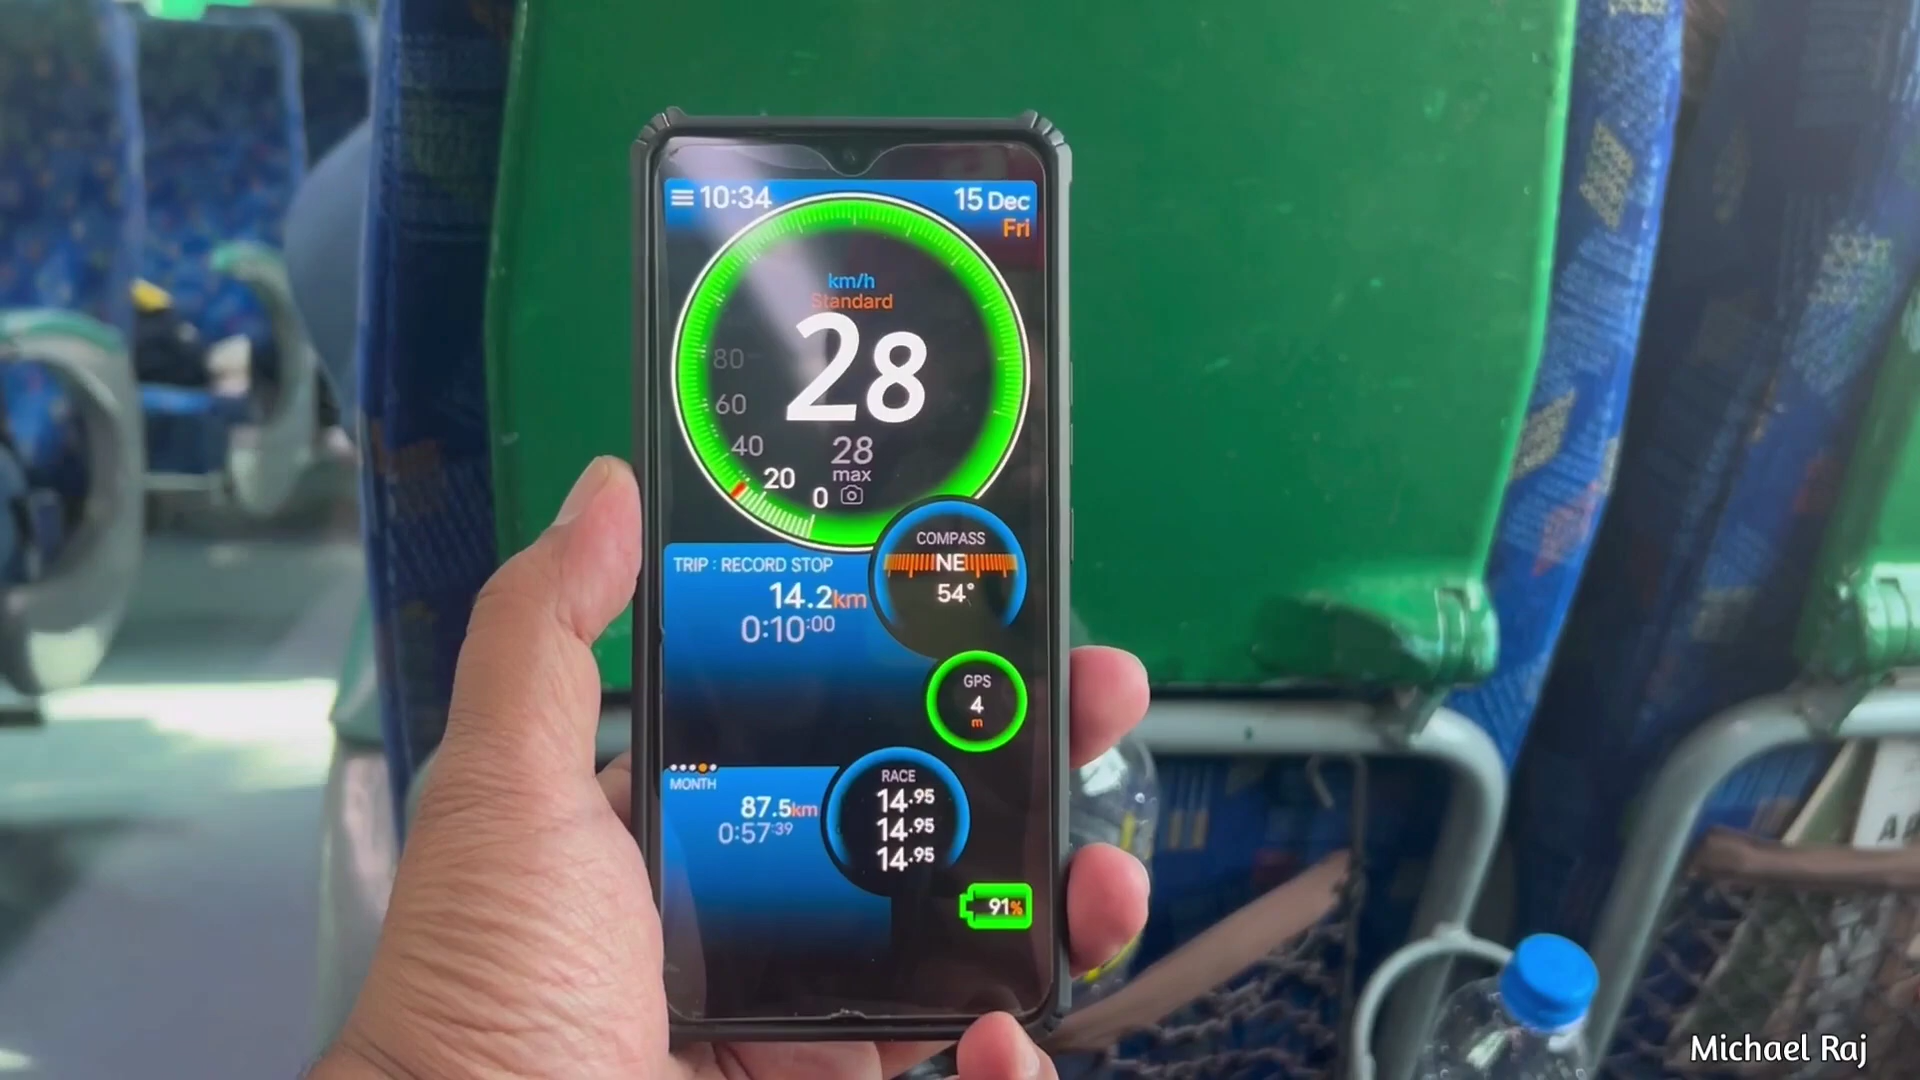 10:34
15 Dec
Fri
km/h
Standard
28
80
60
40
20
0
28
max
COMPASS
NE
54°
TRIP : RECORD STOP
14.2km
0:10:00
GPS
4
m
MONTH
87.5km
0:57:39
RACE
14.95
14.95
14.95
91%
Michael Raj